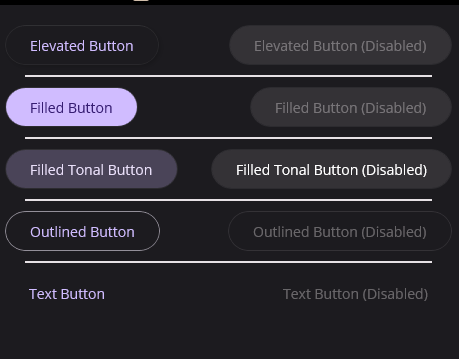 Elevated Button
Elevated Button (Disabled)
Filled Button
Filled Button (Disabled)
Filled Tonal Button
Filled Tonal Button (Disabled)
Outlined Button
Outlined Button (Disabled)
Text Button
Text Button (Disabled)